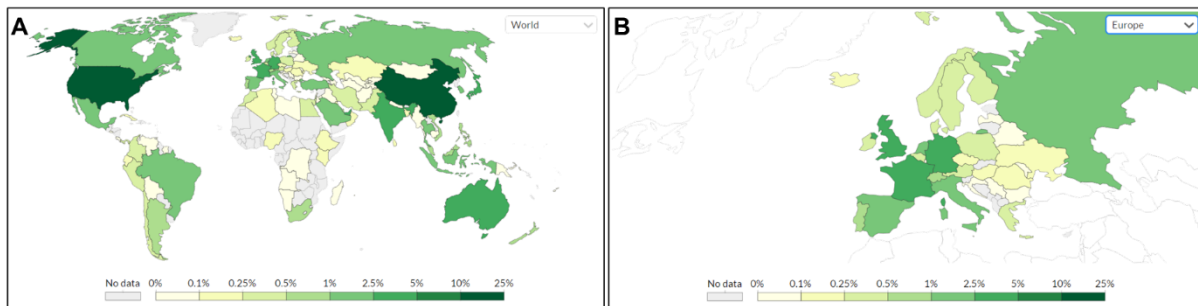 A
World
No data 0% 0.1% 0.25% 0.5% 1% 2.5% 5% 10% 25%
B
Europe
No data 0% 0.1% 0.25% 0.5% 1% 2.5% 5% 10% 25%